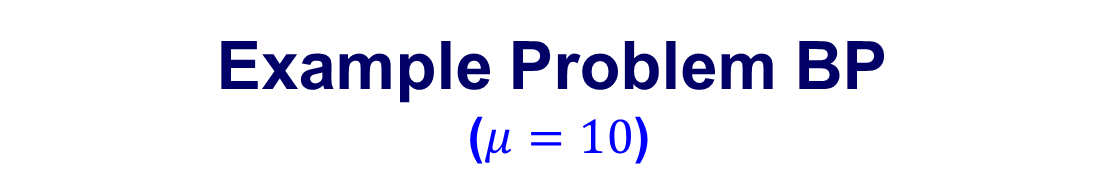 Example Problem BP
(μ = 10)